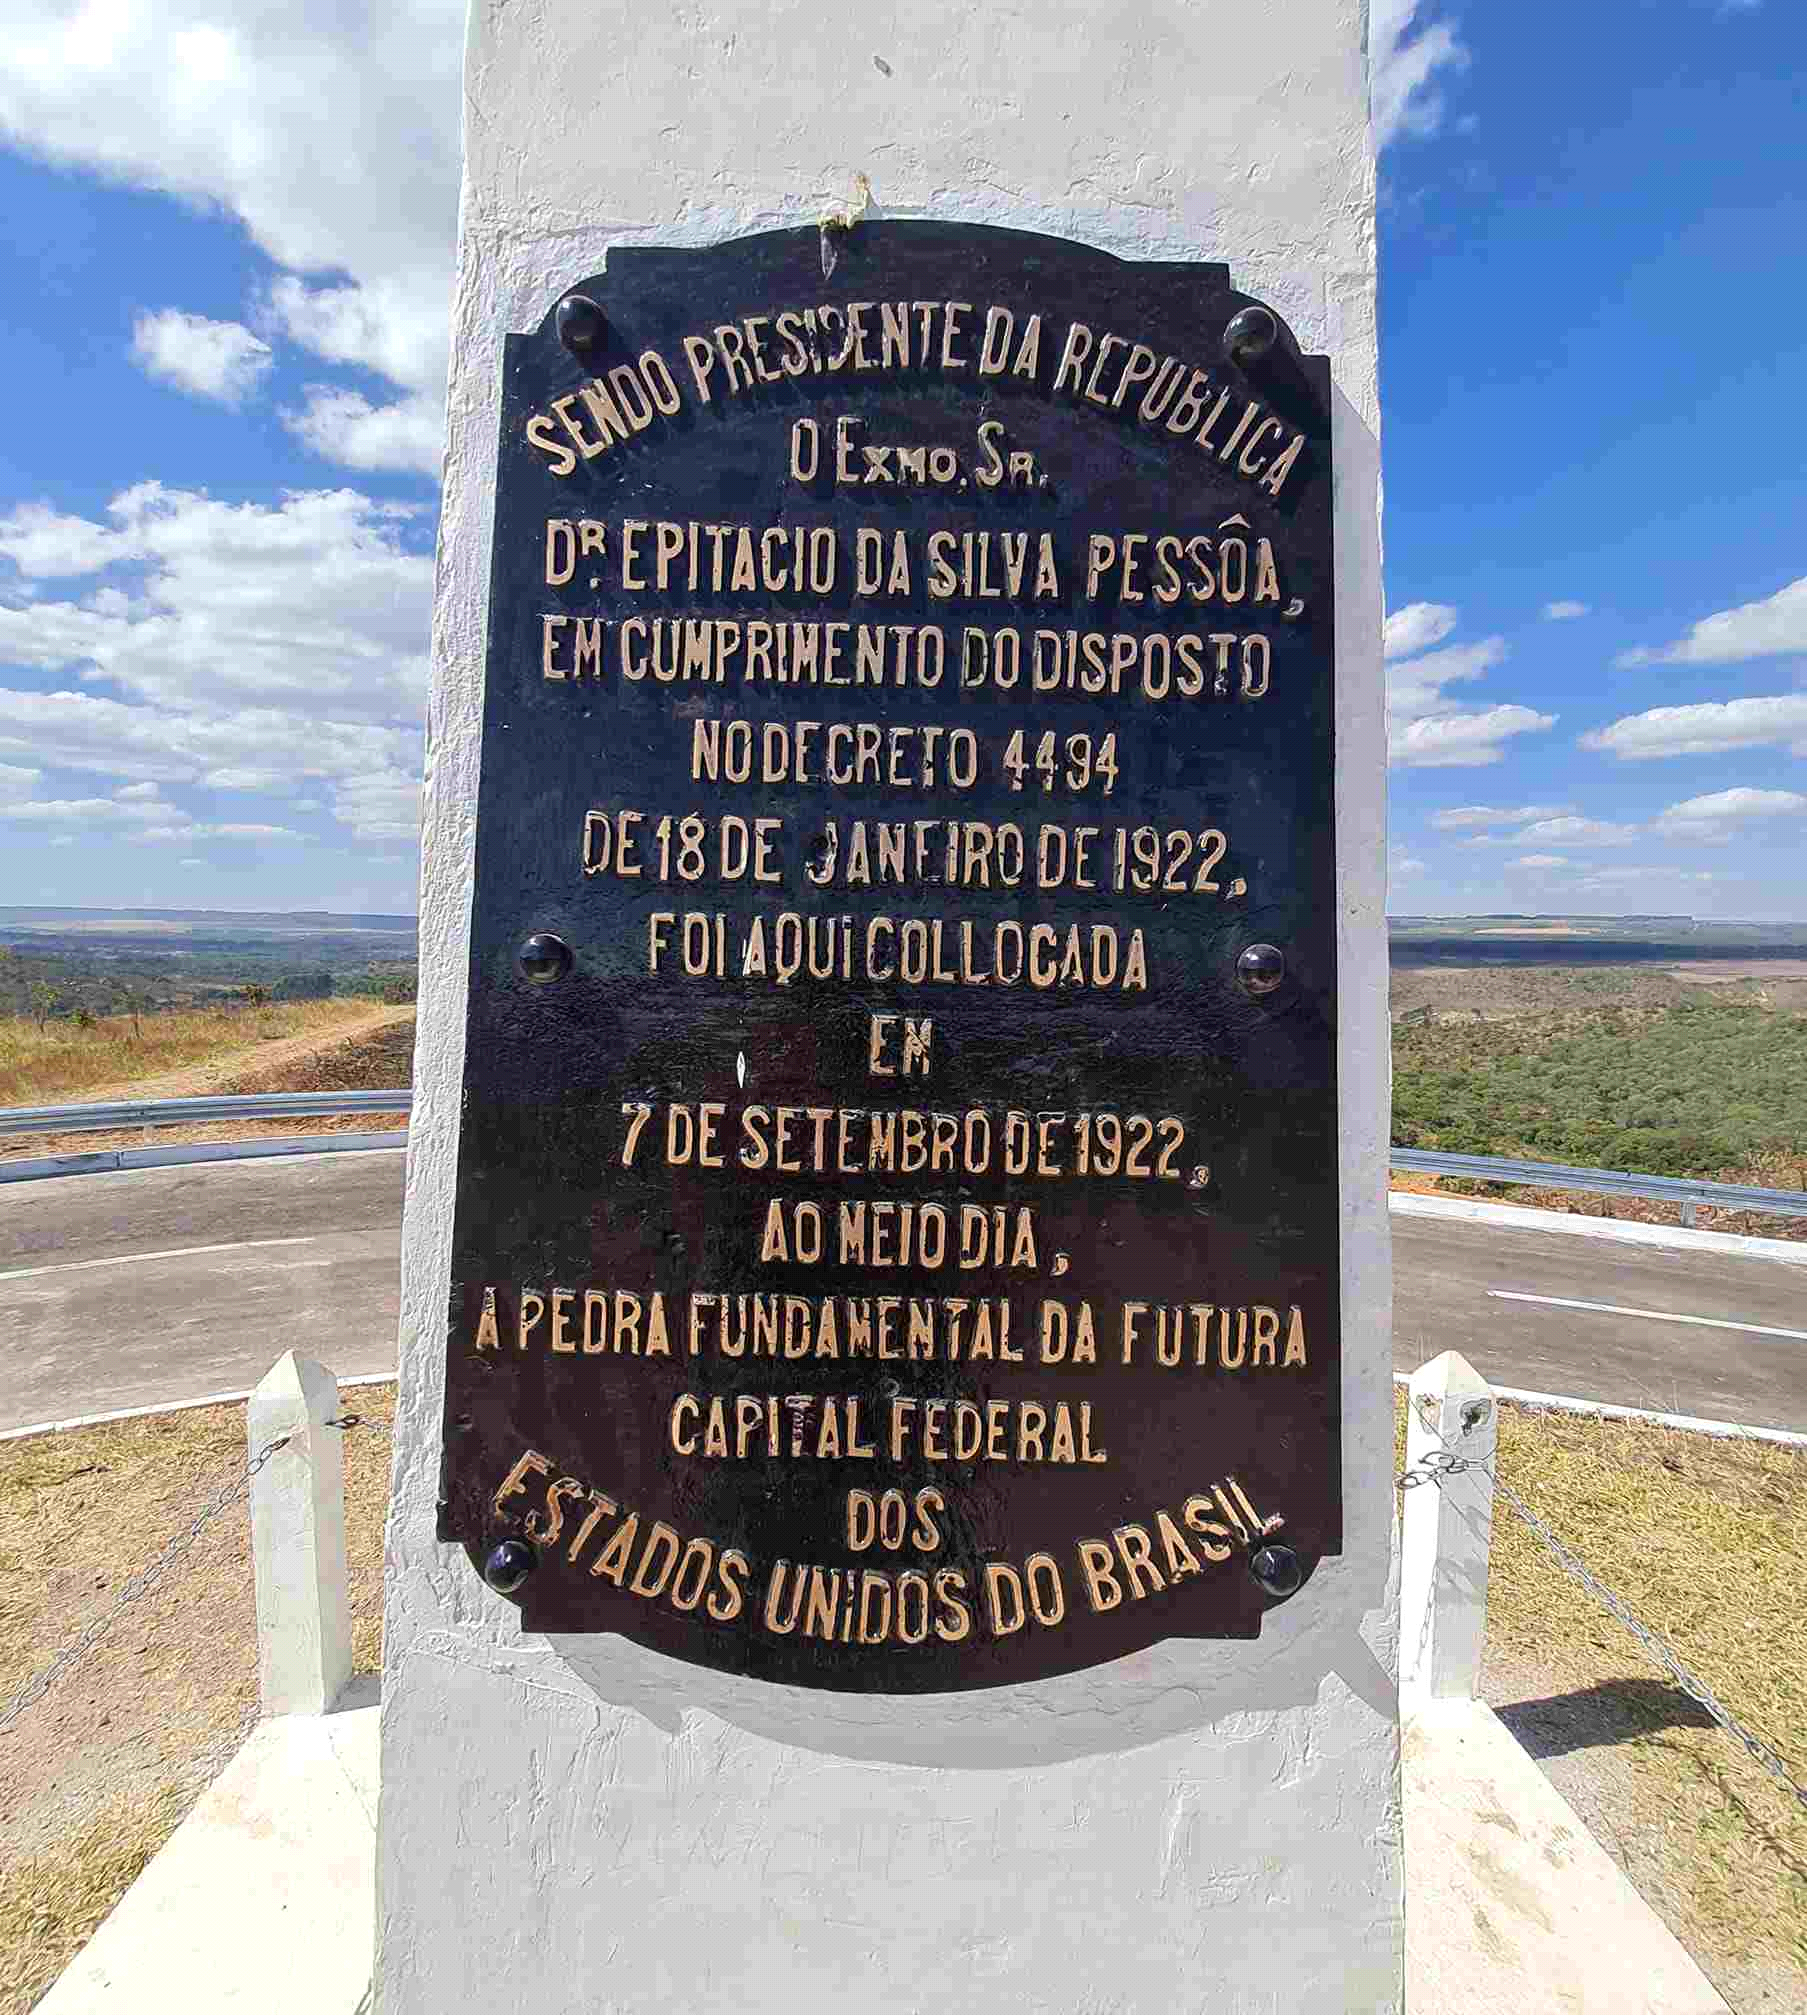 SENDO PRESIDENTE DA REPUBLICA
O EXMO. SR.
DR. EPITACIO DA SILVA PESSÔA,
EM CUMPRIMENTO DO DISPOSTO
NO DECRETO 4494
DE 18 DE JANEIRO DE 1922,
FOI AQUI COLLOCADA
EM
7 DE SETEMBRO DE 1922,
AO MEIO DIA,
A PEDRA FUNDAMENTAL DA FUTURA
CAPITAL FEDERAL
DOS
ESTADOS UNIDOS DO BRASIL